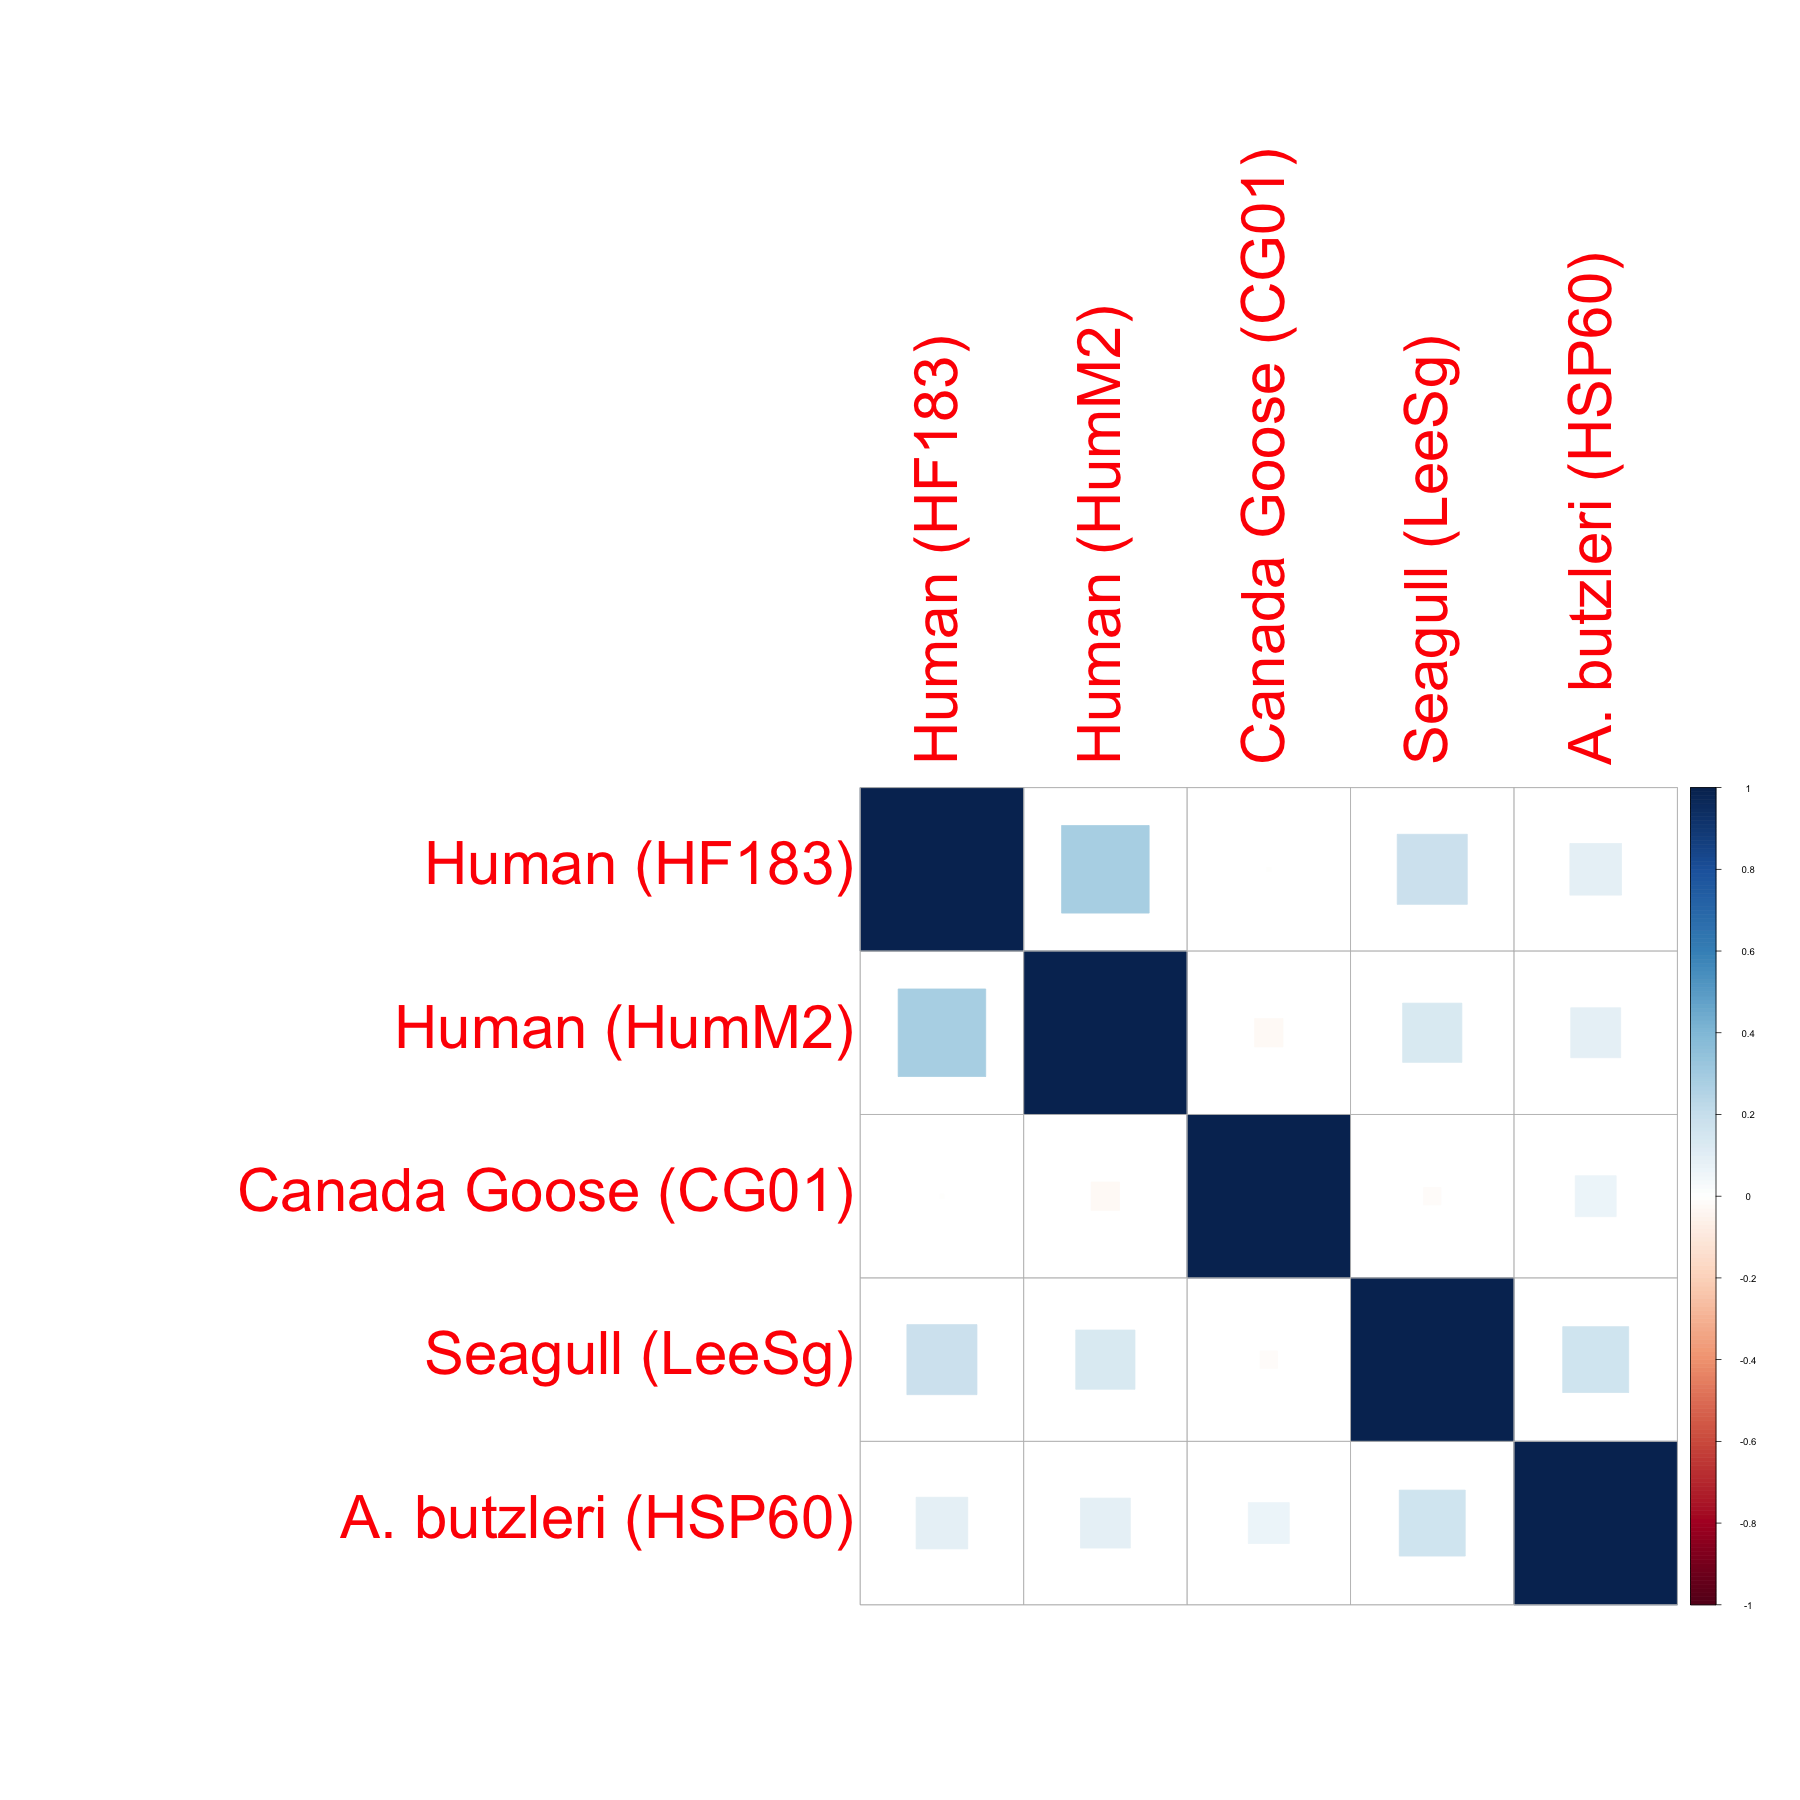 Human (HF183)
Human (HumM2)
Canada Goose (CG01)
Seagull (LeeSg)
A. butzleri (HSP60)
Human (HF183)
Human (HumM2)
Canada Goose (CG01)
Seagull (LeeSg)
A. butzleri (HSP60)
1
0.8
0.6
0.4
0.2
0
-0.2
-0.4
-0.6
-0.8
-1